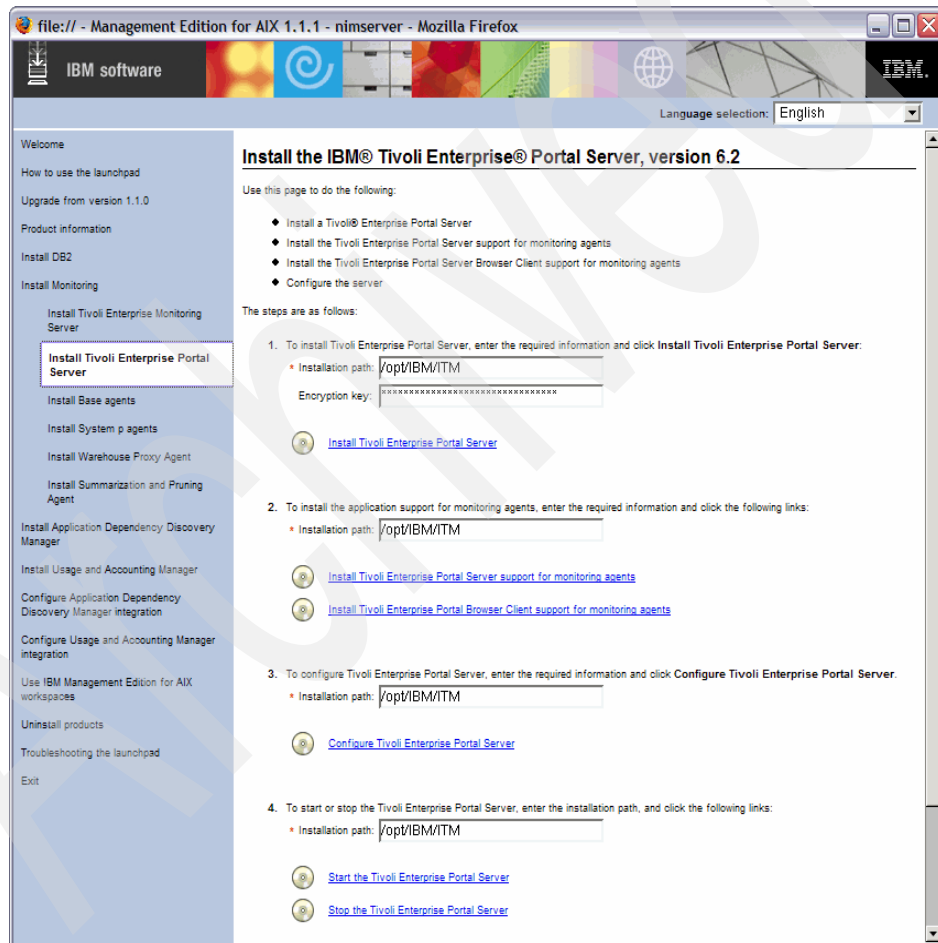 file:// - Management Edition for AIX 1.1.1 - nimserver - Mozilla Firefox
IBM software
IBM.
Language selection: English
Welcome
How to use the launchpad
Upgrade from version 1.1.0
Product information
Install DB2
Install Monitoring
Install Tivoli Enterprise Monitoring
Server
Install Tivoli Enterprise Portal
Server
Install Base agents
Install System p agents
Install Warehouse Proxy Agent
Install Summarization and Pruning
Agent
Install Application Dependency Discovery
Manager
Install Usage and Accounting Manager
Configure Application Dependency
Discovery Manager integration
Configure Usage and Accounting Manager
integration
Use IBM Management Edition for AIX
workspaces
Uninstall products
Troubleshooting the launchpad
Exit
Install the IBM® Tivoli Enterprise® Portal Server, version 6.2
Use this page to do the following:
◆ Install a Tivoli® Enterprise Portal Server
◆ Install the Tivoli Enterprise Portal Server support for monitoring agents
◆ Install the Tivoli Enterprise Portal Server Browser Client support for monitoring agents
◆ Configure the server
The steps are as follows:
1. To install Tivoli Enterprise Portal Server, enter the required information and click Install Tivoli Enterprise Portal Server:
* Installation path: /opt/IBM/ITM
Encryption key: ********************************
Install Tivoli Enterprise Portal Server
2. To install the application support for monitoring agents, enter the required information and click the following links:
* Installation path: /opt/IBM/ITM
Install Tivoli Enterprise Portal Server support for monitoring agents
Install Tivoli Enterprise Portal Browser Client support for monitoring agents
3. To configure Tivoli Enterprise Portal Server, enter the required information and click Configure Tivoli Enterprise Portal Server.
* Installation path: /opt/IBM/ITM
Configure Tivoli Enterprise Portal Server
4. To start or stop the Tivoli Enterprise Portal Server, enter the installation path, and click the following links:
* Installation path: /opt/IBM/ITM
Start the Tivoli Enterprise Portal Server
Stop the Tivoli Enterprise Portal Server